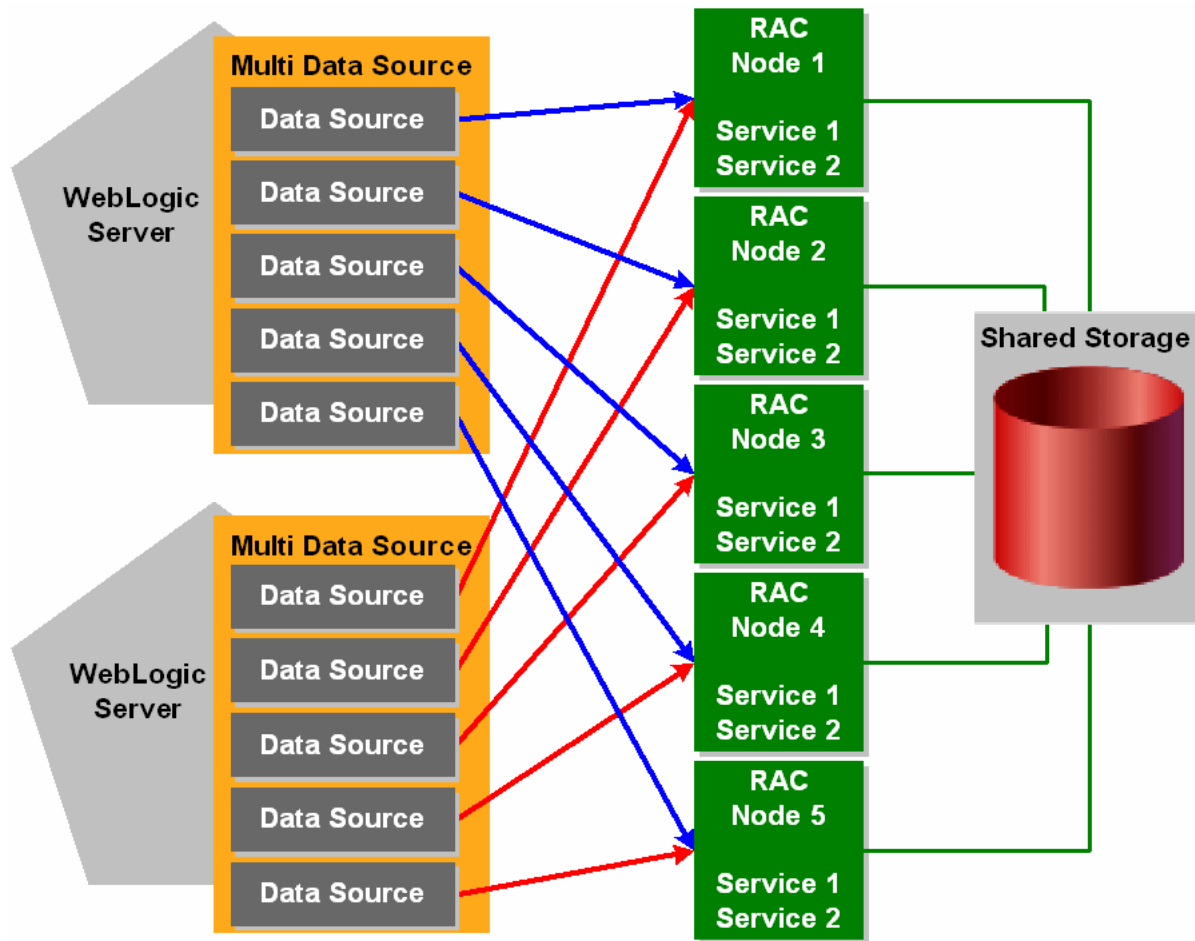 WebLogic
Server
Multi Data Source
Data Source
Data Source
Data Source
Data Source
Data Source
WebLogic
Server
Multi Data Source
Data Source
Data Source
Data Source
Data Source
Data Source
RAC
Node 1
Service 1
Service 2
RAC
Node 2
Service 1
Service 2
RAC
Node 3
Service 1
Service 2
RAC
Node 4
Service 1
Service 2
RAC
Node 5
Service 1
Service 2
Shared Storage